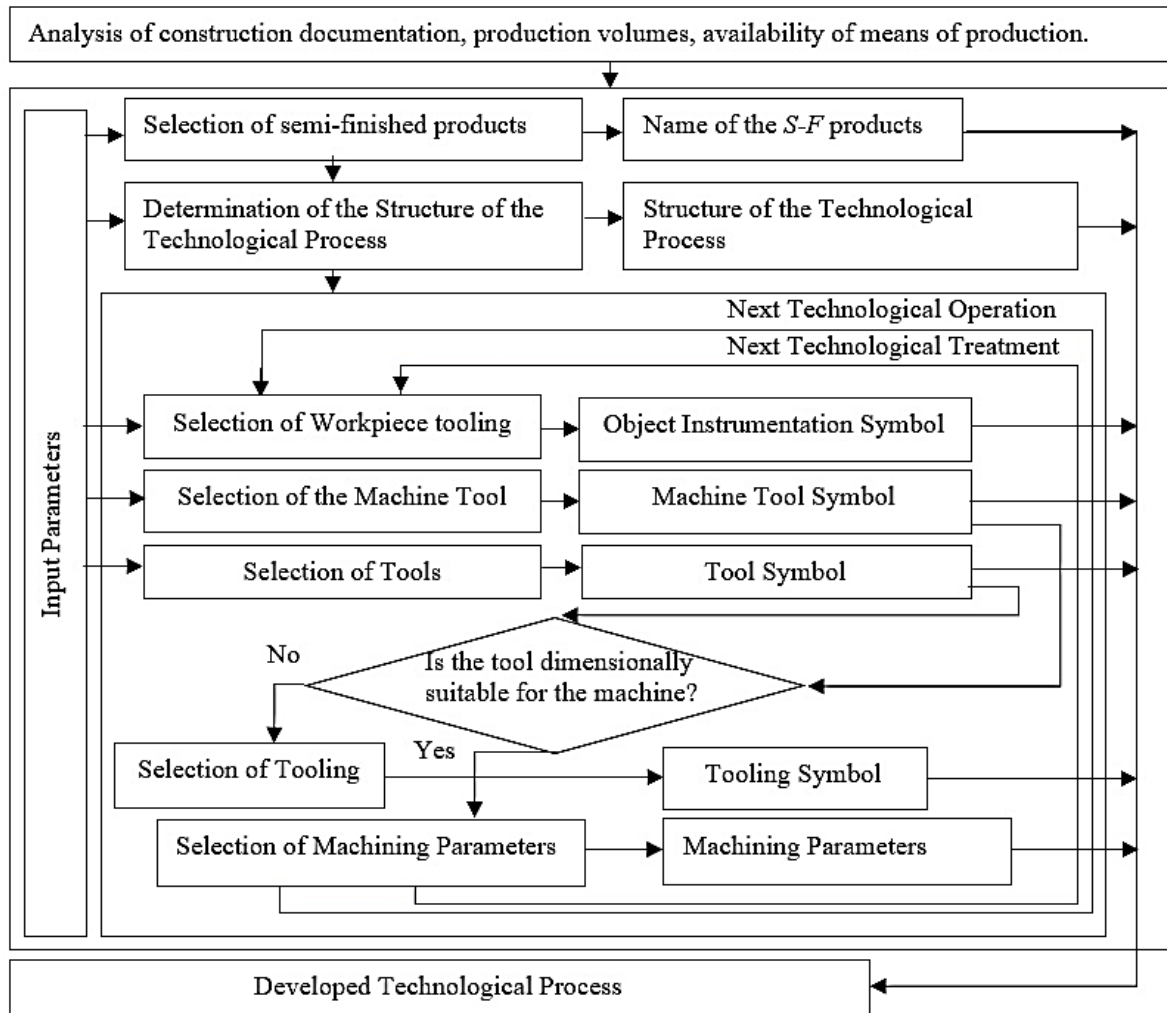 Analysis of construction documentation, production volumes, availability of means of production.
Input Parameters
Selection of semi-finished products
Name of the S-F products
Determination of the Structure of the
Technological Process
Structure of the Technological
Process
Next Technological Operation
Next Technological Treatment
Selection of Workpiece tooling
Object Instrumentation Symbol
Selection of the Machine Tool
Machine Tool Symbol
Selection of Tools
Tool Symbol
No
Is the tool dimensionally
suitable for the machine?
Yes
Selection of Tooling
Tooling Symbol
Selection of Machining Parameters
Machining Parameters
Developed Technological Process